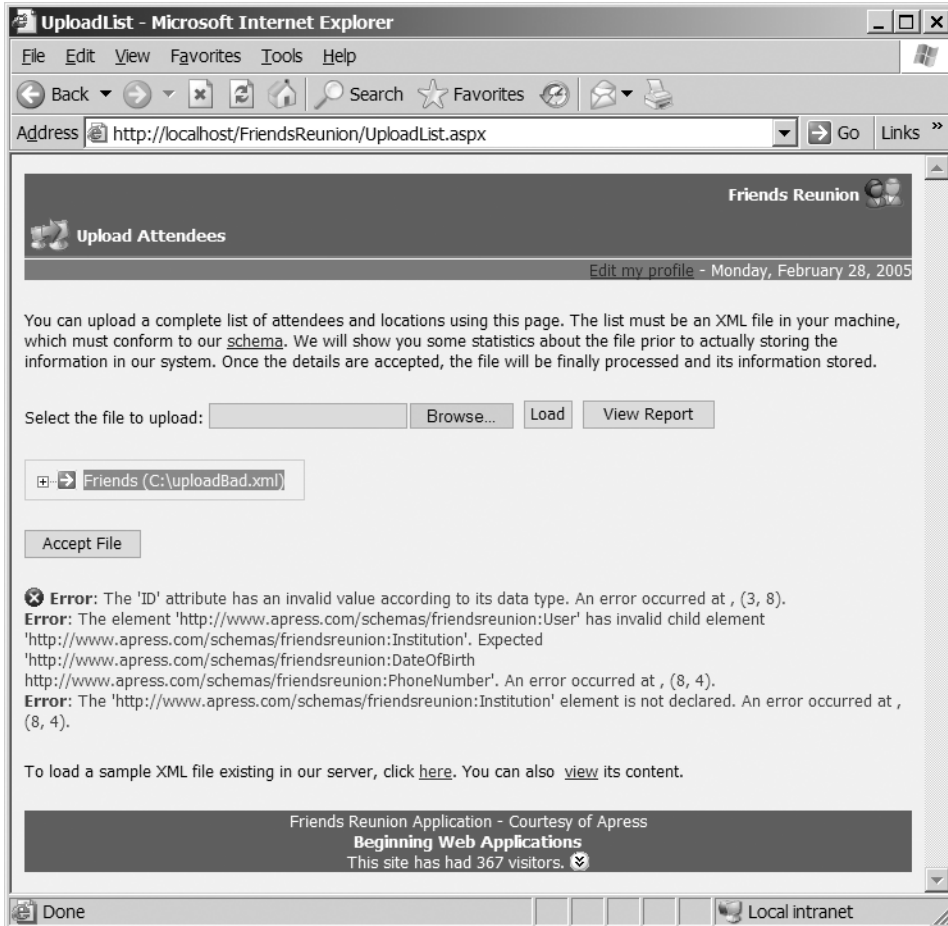 UploadList - Microsoft Internet Explorer
File Edit View Favorites Tools Help
Back Search Favorites
Address http://localhost/FriendsReunion/UploadList.aspx Go Links »
Friends Reunion
Upload Attendees
Edit my profile - Monday, February 28, 2005
You can upload a complete list of attendees and locations using this page. The list must be an XML file in your machine,
which must conform to our schema. We will show you some statistics about the file prior to actually storing the
information in our system. Once the details are accepted, the file will be finally processed and its information stored.
Select the file to upload: Browse... Load View Report
Friends (C:\uploadBad.xml)
Accept File
Error: The 'ID' attribute has an invalid value according to its data type. An error occurred at , (3, 8).
Error: The element 'http://www.apress.com/schemas/friendsreunion:User' has invalid child element
'http://www.apress.com/schemas/friendsreunion:Institution'. Expected
'http://www.apress.com/schemas/friendsreunion:DateOfBirth
http://www.apress.com/schemas/friendsreunion:PhoneNumber'. An error occurred at , (8, 4).
Error: The 'http://www.apress.com/schemas/friendsreunion:Institution' element is not declared. An error occurred at ,
(8, 4).
To load a sample XML file existing in our server, click here. You can also view its content.
Friends Reunion Application - Courtesy of Apress
Beginning Web Applications
This site has had 367 visitors.
Done Local intranet